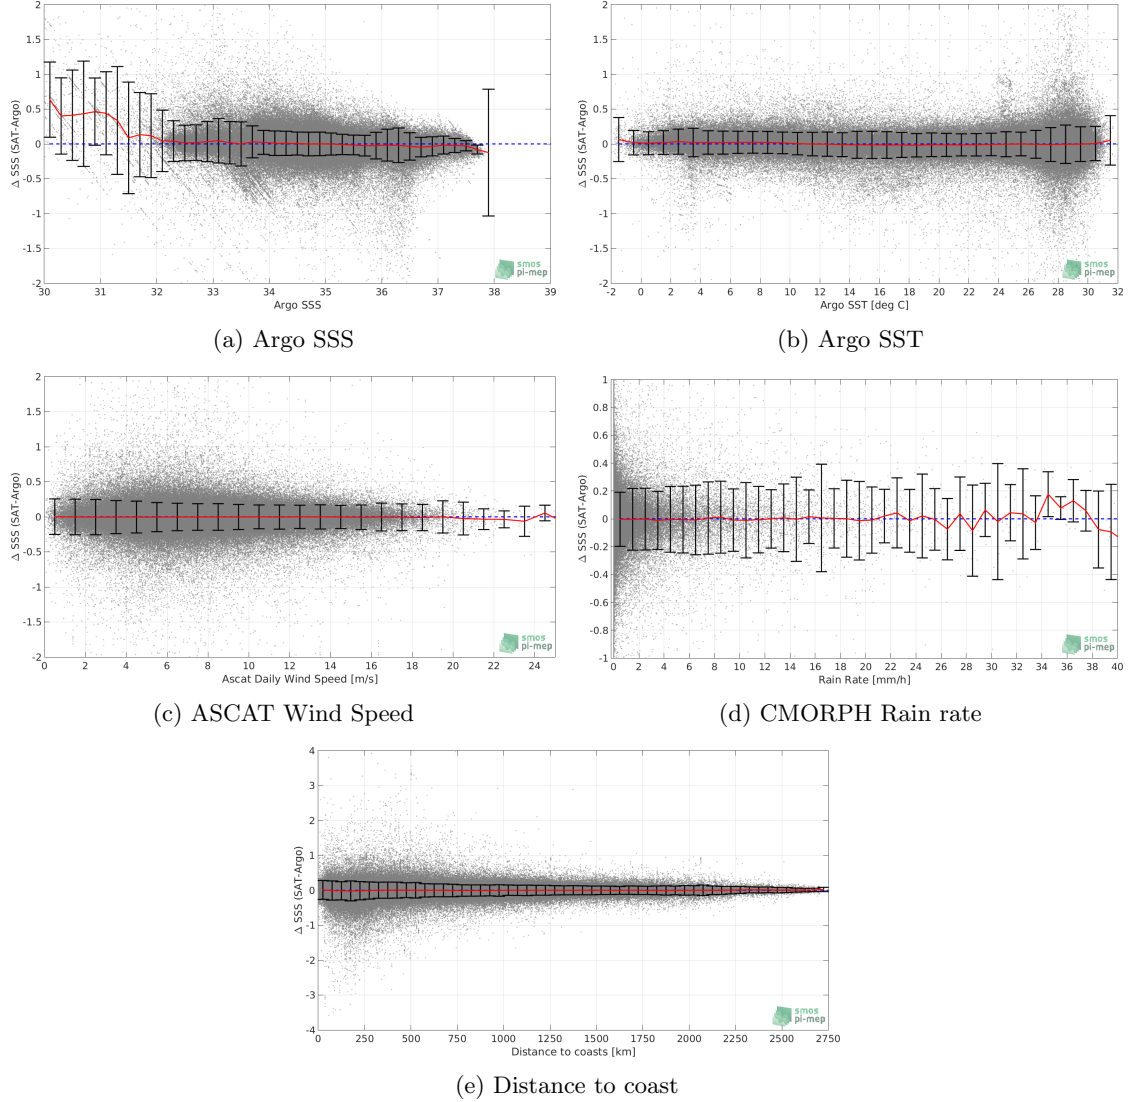 2
1.5
1
0.5
0
-0.5
-1
-1.5
-2
Δ SSS (SAT-Argo)
30 31 32 33 34 35 36 37 38 39
Argo SSS
smos
pi-mep
(a) Argo SSS
2
1.5
1
0.5
0
-0.5
-1
-1.5
-2
Δ SSS (SAT-Argo)
-2 0 2 4 6 8 10 12 14 16 18 20 22 24 26 28 30 32
Argo SST [deg C]
smos
pi-mep
(b) Argo SST
2
1.5
1
0.5
0
-0.5
-1
-1.5
-2
Δ SSS (SAT-Argo)
0 2 4 6 8 10 12 14 16 18 20 22 24
Ascat Daily Wind Speed [m/s]
smos
pi-mep
(c) ASCAT Wind Speed
1
0.8
0.6
0.4
0.2
0
-0.2
-0.4
-0.6
-0.8
-1
Δ SSS (SAT-Argo)
0 2 4 6 8 10 12 14 16 18 20 22 24 26 28 30 32 34 36 38 40
Rain Rate [mm/h]
smos
pi-mep
(d) CMORPH Rain rate
4
3
2
1
0
-1
-2
-3
-4
Δ SSS (SAT-Argo)
0 250 500 750 1000 1250 1500 1750 2000 2250 2500 2750
Distance to coasts [km]
smos
pi-mep
(e) Distance to coast